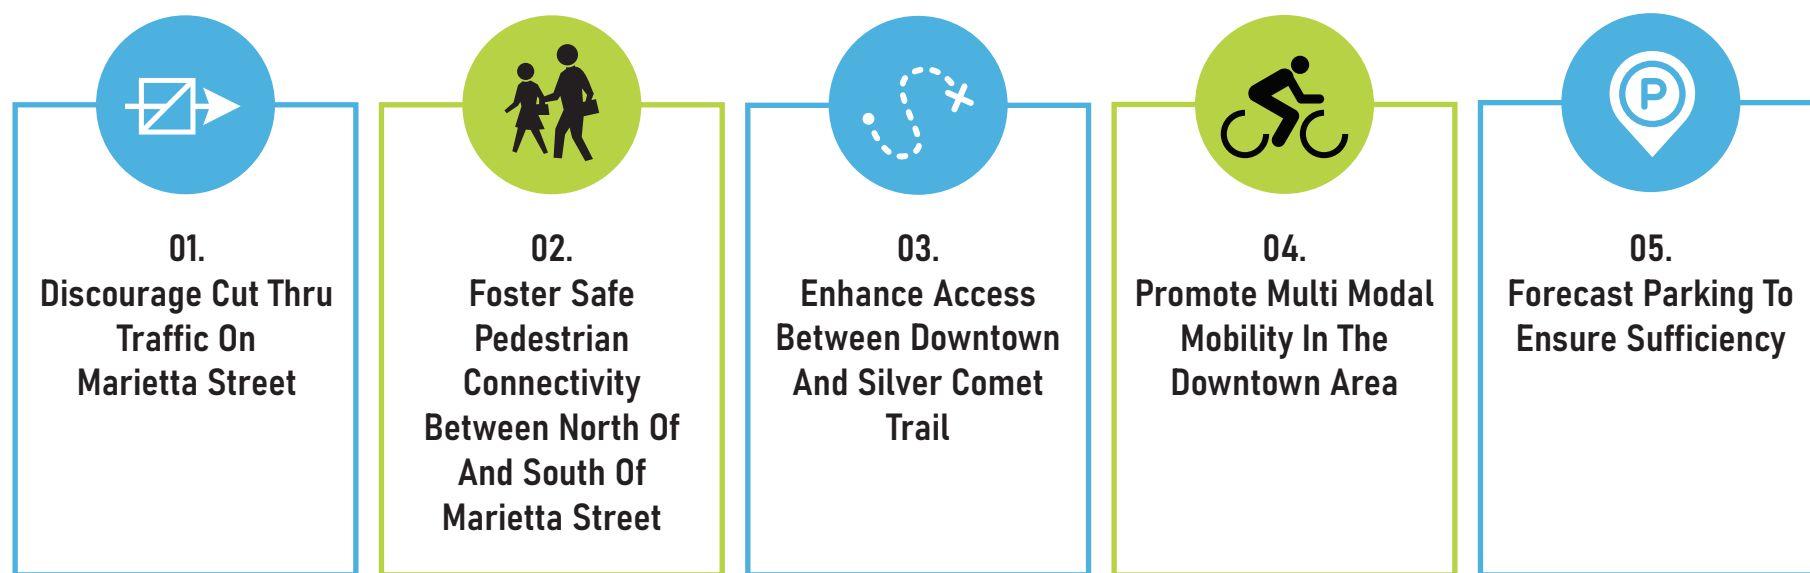 01.
Discourage Cut Thru
Traffic On
Marietta Street
02.
Foster Safe
Pedestrian
Connectivity
Between North Of
And South Of
Marietta Street
03.
Enhance Access
Between Downtown
And Silver Comet
Trail
04.
Promote Multi Modal
Mobility In The
Downtown Area
P
05.
Forecast Parking To
Ensure Sufficiency